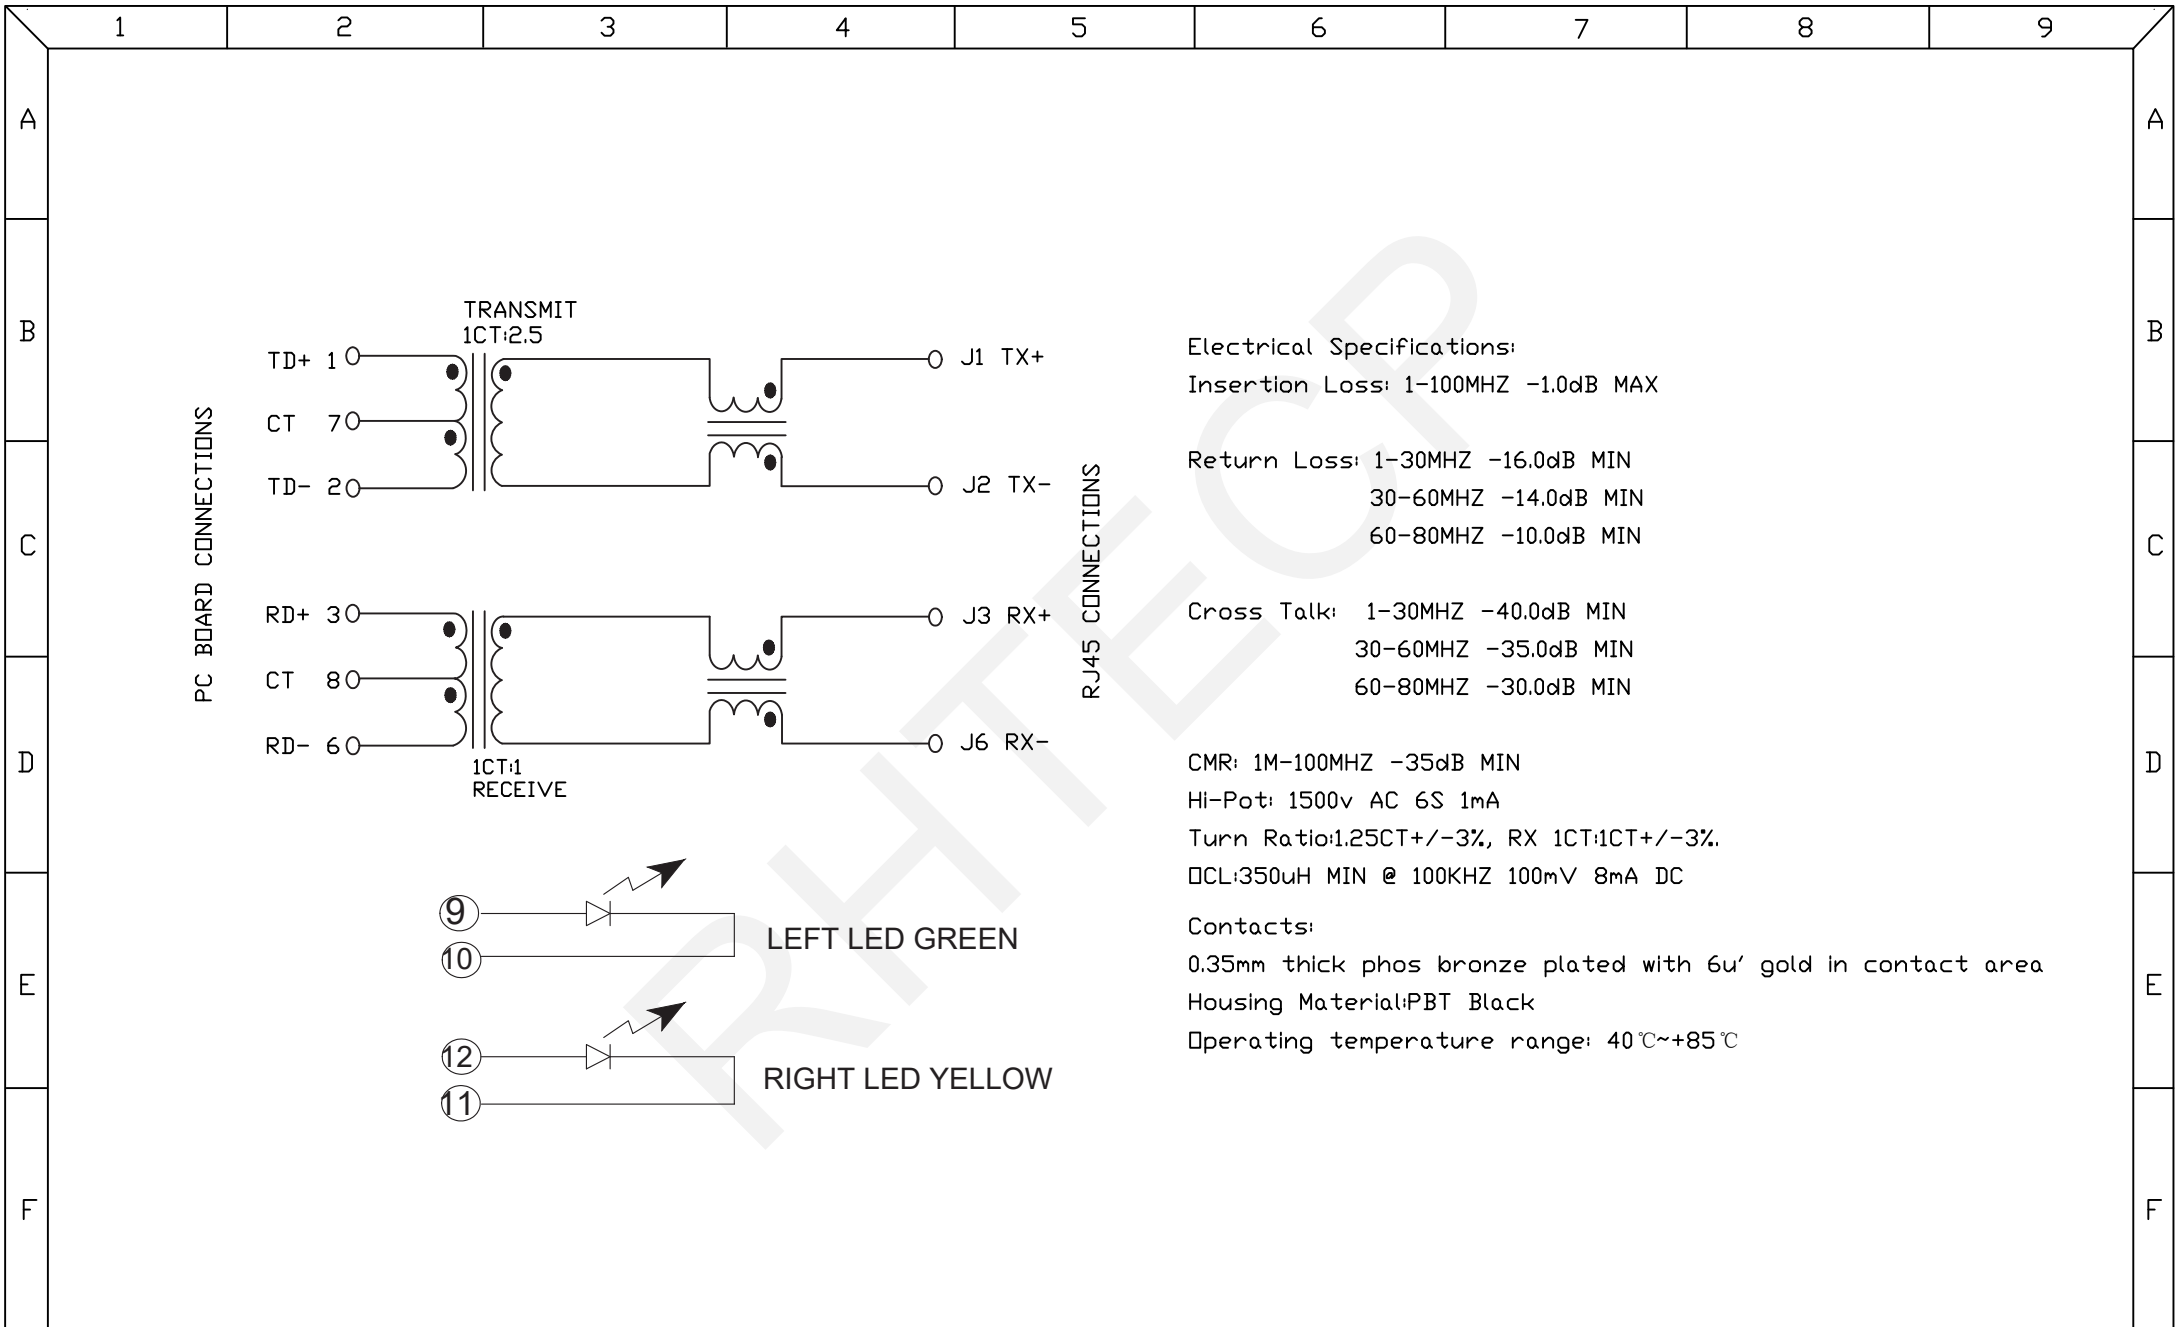 1 2 3 4 5 6 7 8 9
A A
B B
C C
D D
E E
F F
TRANSMIT
1CT:2.5
TD+ 1
CT 7
TD- 2
J1 TX+
J2 TX-
PC BOARD CONNECTIONS
RJ45 CONNECTIONS
RD+ 3
CT 8
RD- 6
J3 RX+
J6 RX-
1CT:1
RECEIVE
9
10
LEFT LED GREEN
12
11
RIGHT LED YELLOW
Electrical Specifications:
Insertion Loss: 1-100MHZ -1.0dB MAX
Return Loss: 1-30MHZ -16.0dB MIN
30-60MHZ -14.0dB MIN
60-80MHZ -10.0dB MIN
Cross Talk: 1-30MHZ -40.0dB MIN
30-60MHZ -35.0dB MIN
60-80MHZ -30.0dB MIN
CMR: 1M-100MHZ -35dB MIN
Hi-Pot: 1500v AC 6S 1mA
Turn Ratio:1.25CT+/-3%, RX 1CT:1CT+/-3%.
OCL:350uH MIN @ 100KHZ 100mV 8mA DC
Contacts:
0.35mm thick phos bronze plated with 6u' gold in contact area
Housing Material:PBT Black
Operating temperature range: 40℃~+85℃
RHTECP